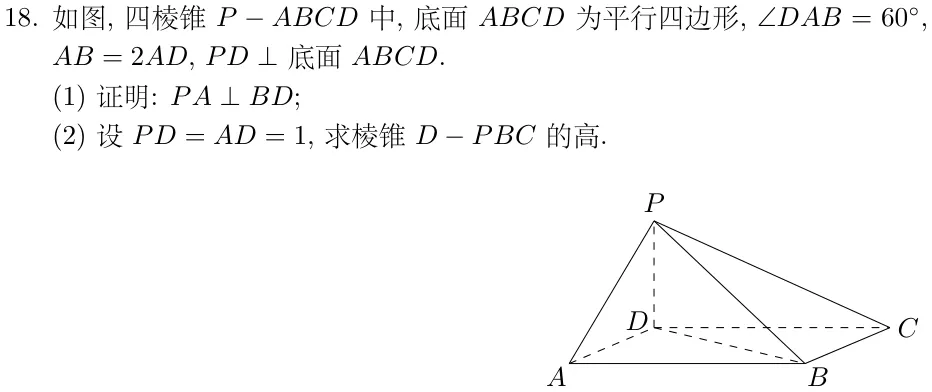 18. 如图, 四棱锥 P − ABCD 中, 底面 ABCD 为平行四边形, ∠DAB = 60°,
AB = 2AD, PD ⊥ 底面 ABCD.
(1) 证明: PA ⊥ BD;
(2) 设 PD = AD = 1, 求棱锥 D − PBC 的高.
P
D
C
A
B